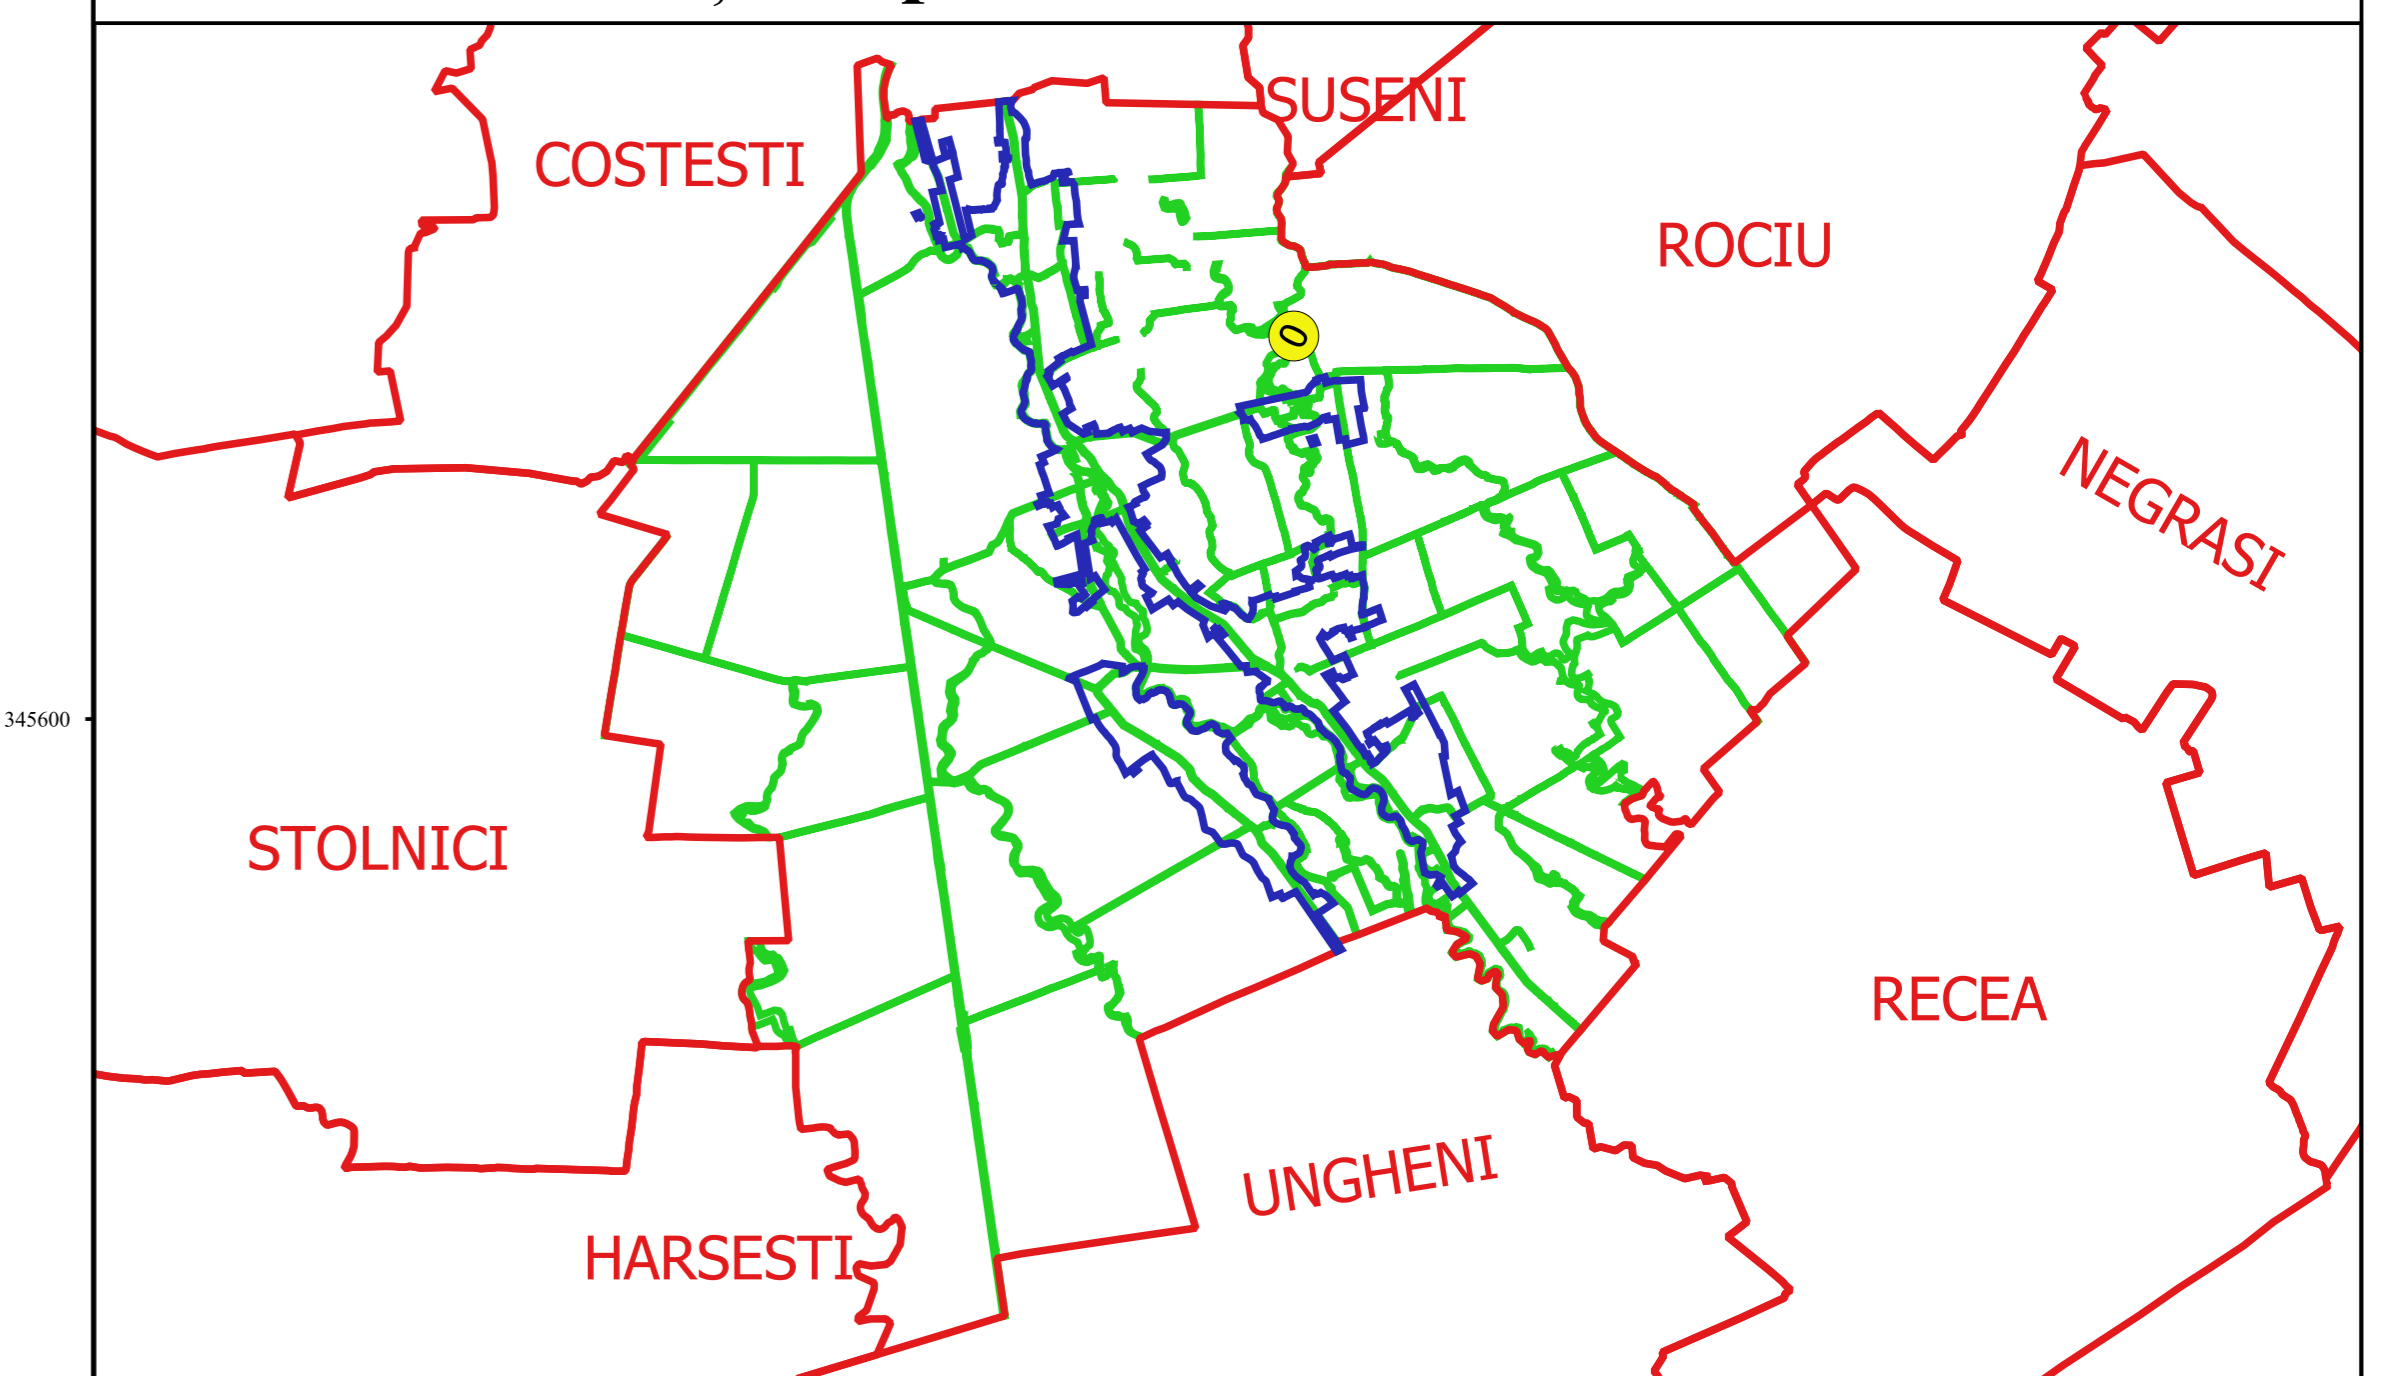 SUSENI
COSTESTI
ROCIU
0
NEGRASI
345600
STOLNICI
RECEA
UNGHENI
HARSESTI